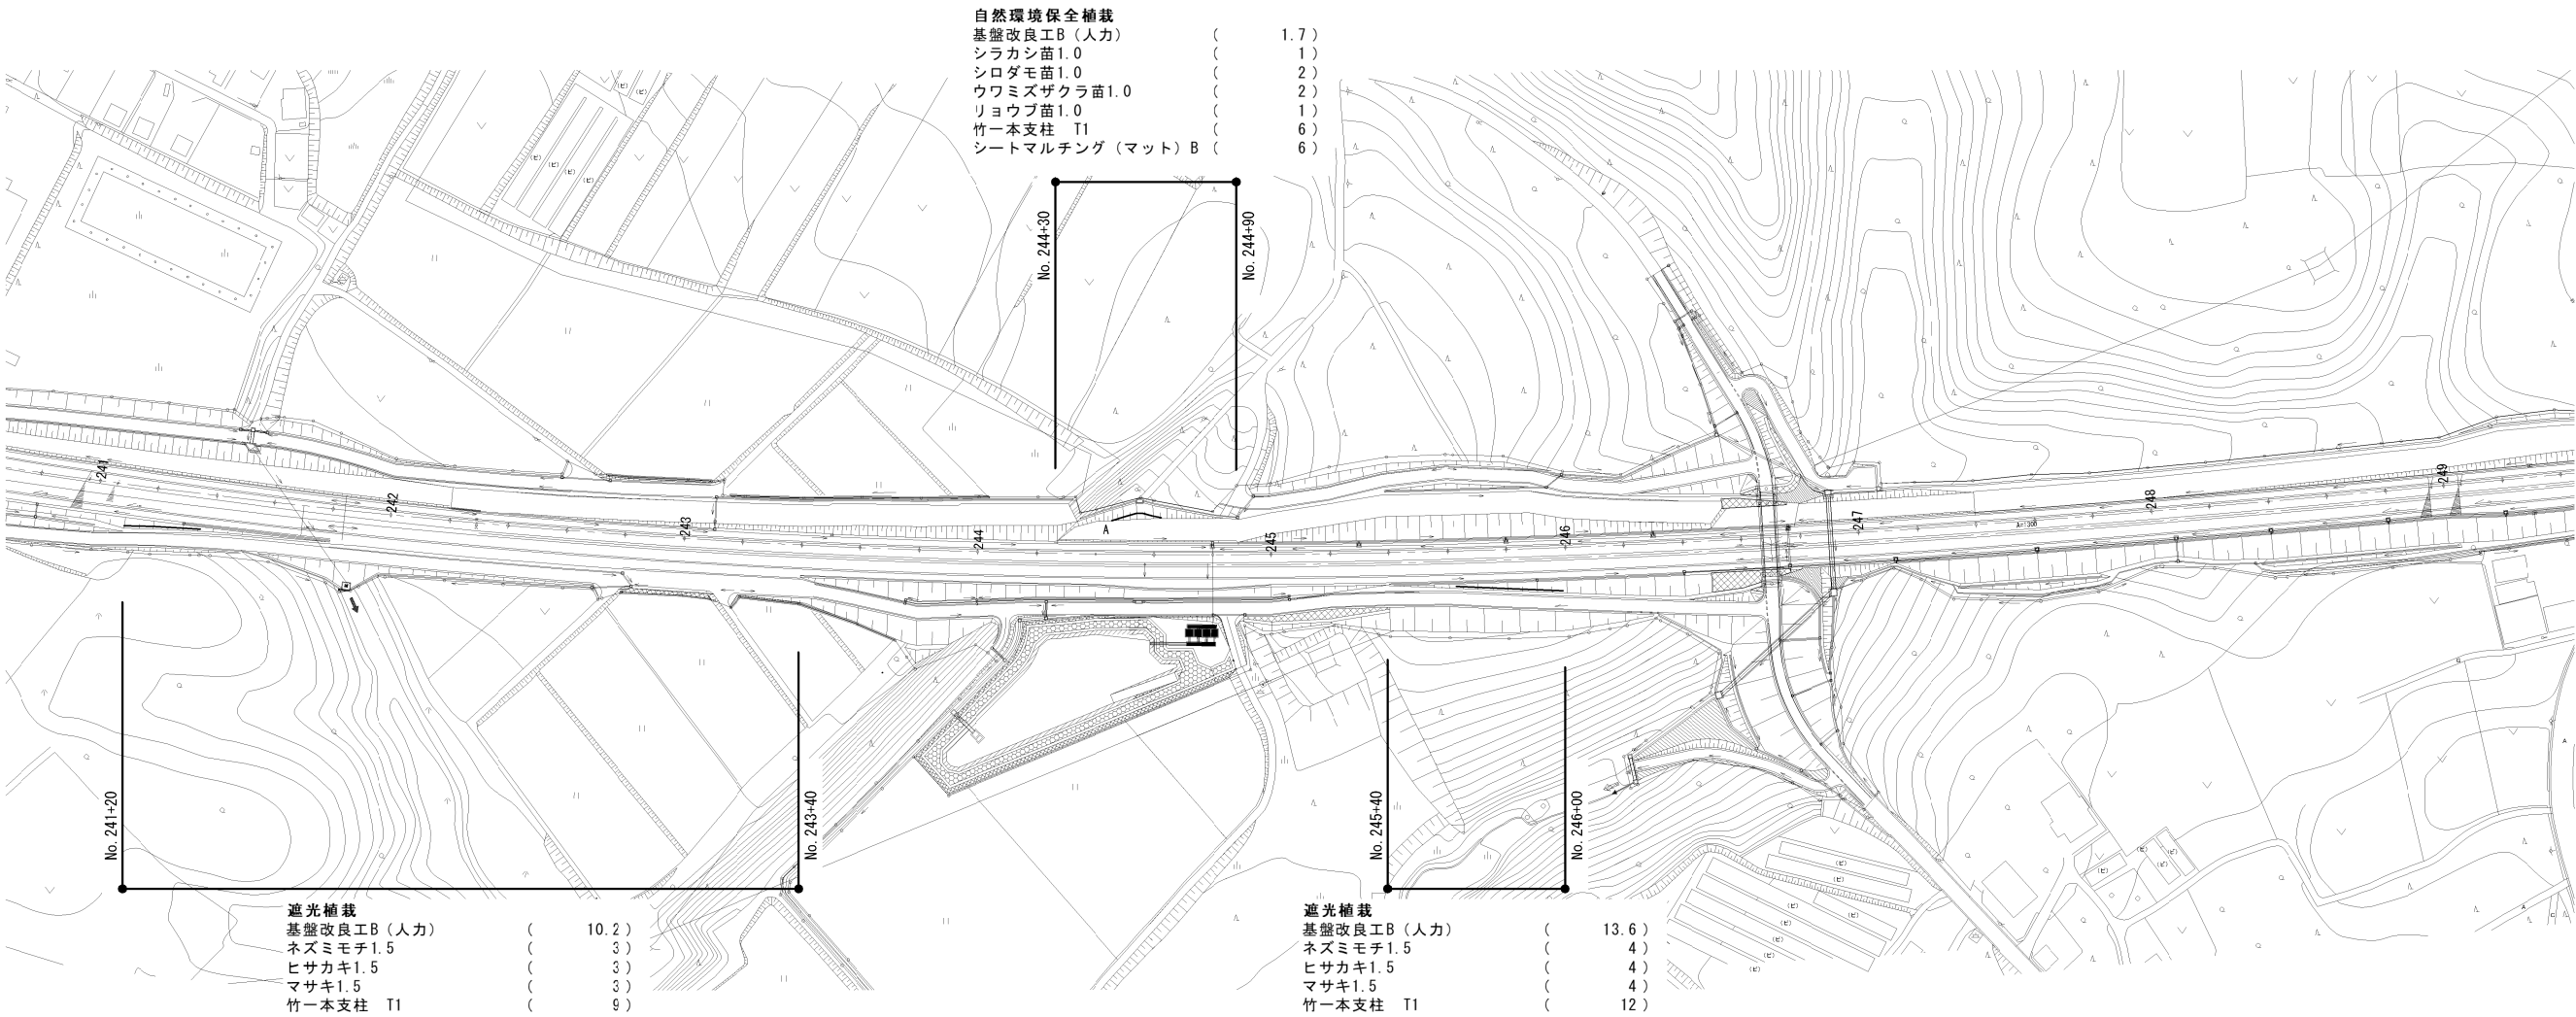 自然環境保全植栽
基盤改良工B（人力） （ 1.7 ）
シラカシ苗1.0 （ 1 ）
シロダモ苗1.0 （ 2 ）
ウワミズザクラ苗1.0 （ 2 ）
リョウブ苗1.0 （ 1 ）
竹一本支柱 T1 （ 6 ）
シートマルチング（マット）B （ 6 ）
No. 244+30
No. 244+90
241
242
243
244
245
246
247
248
249
A
A=1300
No. 241+20
No. 243+40
No. 245+40
No. 246+00
遮光植栽
基盤改良工B（人力） （ 10.2 ）
ネズミモチ1.5 （ 3 ）
ヒサカキ1.5 （ 3 ）
マサキ1.5 （ 3 ）
竹一本支柱 T1 （ 9 ）
遮光植栽
基盤改良工B（人力） （ 13.6 ）
ネズミモチ1.5 （ 4 ）
ヒサカキ1.5 （ 4 ）
マサキ1.5 （ 4 ）
竹一本支柱 T1 （ 12 ）